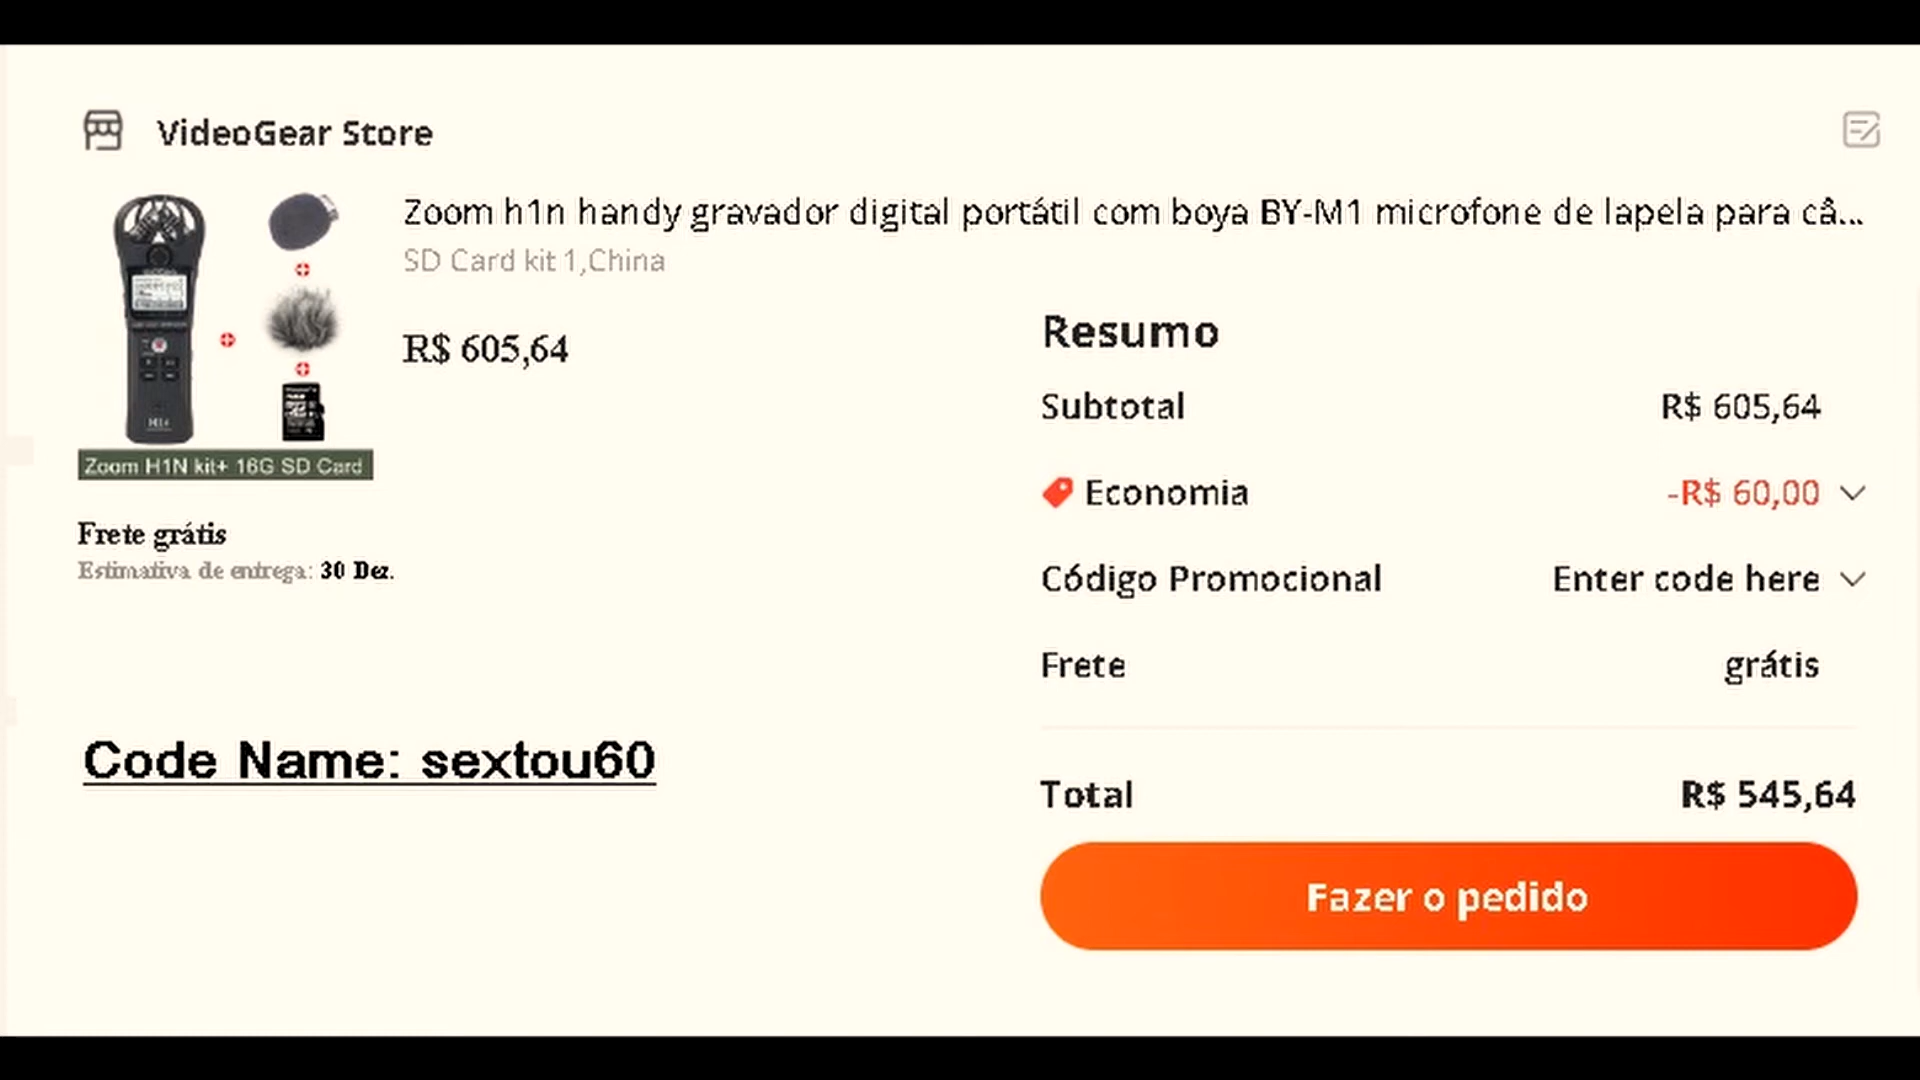 VideoGear Store
Zoom h1n handy gravador digital portátil com boya BY-M1 microfone de lapela para câ...
SD Card kit 1,China
R$ 605,64
Zoom H1N kit+ 16G SD Card
Frete grátis
Estimativa de entrega: 30 Dez.
Code Name: sextou60
Resumo
Subtotal R$ 605,64
Economia -R$ 60,00
Código Promocional Enter code here
Frete grátis
Total R$ 545,64
Fazer o pedido